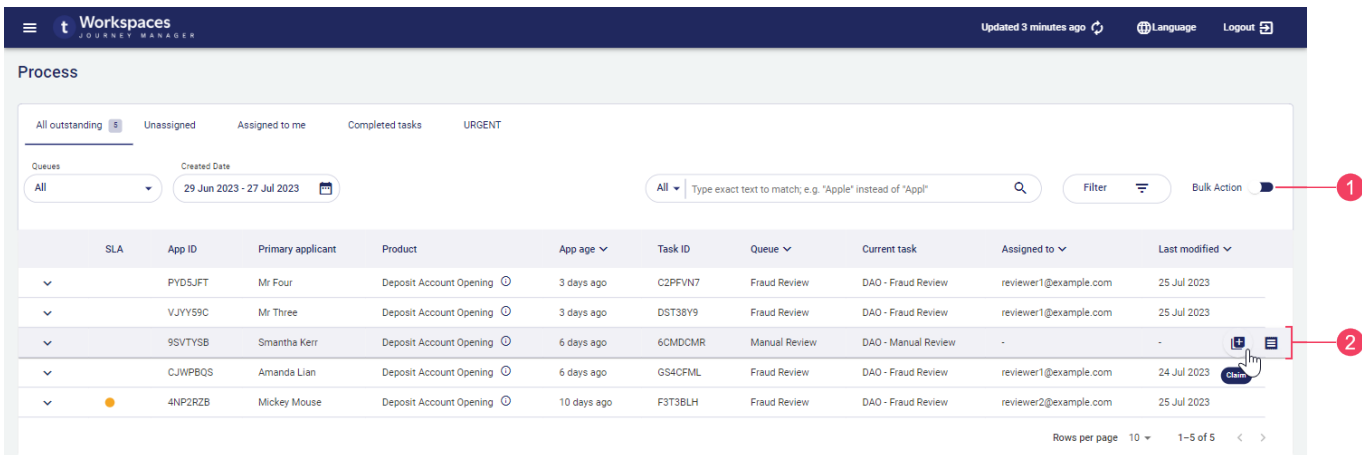 t Workspaces
JOURNEY MANAGER
Updated 3 minutes ago Language Logout
Process
All outstanding 5 Unassigned Assigned to me Completed tasks URGENT
Queues Created Date
All 29 Jun 2023 - 27 Jul 2023 All Type exact text to match; e.g. "Apple" instead of "Appl" Filter Bulk Action 1
SLA App ID Primary applicant Product App age Task ID Queue Current task Assigned to Last modified
PYD5JFT Mr Four Deposit Account Opening 3 days ago C2PFVN7 Fraud Review DAO - Fraud Review reviewer1@example.com 25 Jul 2023
VJYY59C Mr Three Deposit Account Opening 3 days ago DST38Y9 Fraud Review DAO - Fraud Review reviewer1@example.com 25 Jul 2023
9SVTYSB Smantha Kerr Deposit Account Opening 6 days ago 6CMDCMR Manual Review DAO - Manual Review - - 2
CJWPBQS Amanda Lian Deposit Account Opening 6 days ago GS4CFML Fraud Review DAO - Fraud Review reviewer1@example.com 24 Jul 2023 Claim
4NP2RZB Mickey Mouse Deposit Account Opening 10 days ago F3T3BLH Fraud Review DAO - Fraud Review reviewer2@example.com 25 Jul 2023
Rows per page 10 1–5 of 5